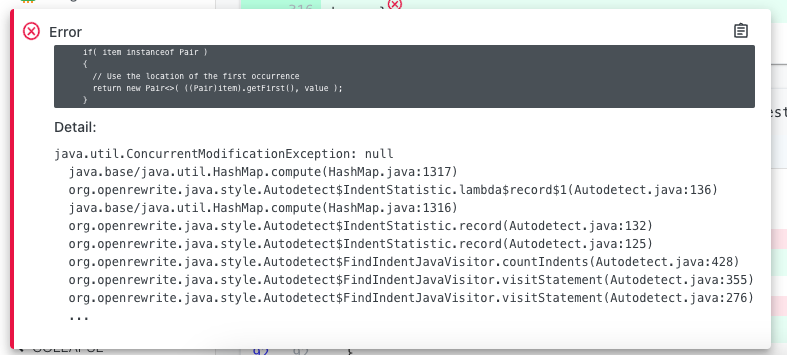 316
Error
if( item instanceof Pair )
{
// Use the location of the first occurrence
return new Pair<>( ((Pair)item).getFirst(), value );
}
Detail:
java.util.ConcurrentModificationException: null
java.base/java.util.HashMap.compute(HashMap.java:1317)
org.openrewrite.java.style.Autodetect$IndentStatistic.lambda$record$1(Autodetect.java:136)
java.base/java.util.HashMap.compute(HashMap.java:1316)
org.openrewrite.java.style.Autodetect$IndentStatistic.record(Autodetect.java:132)
org.openrewrite.java.style.Autodetect$IndentStatistic.record(Autodetect.java:125)
org.openrewrite.java.style.Autodetect$FindIndentJavaVisitor.countIndents(Autodetect.java:428)
org.openrewrite.java.style.Autodetect$FindIndentJavaVisitor.visitStatement(Autodetect.java:355)
org.openrewrite.java.style.Autodetect$FindIndentJavaVisitor.visitStatement(Autodetect.java:276)
...
est
COLLAPSE
92 92 }